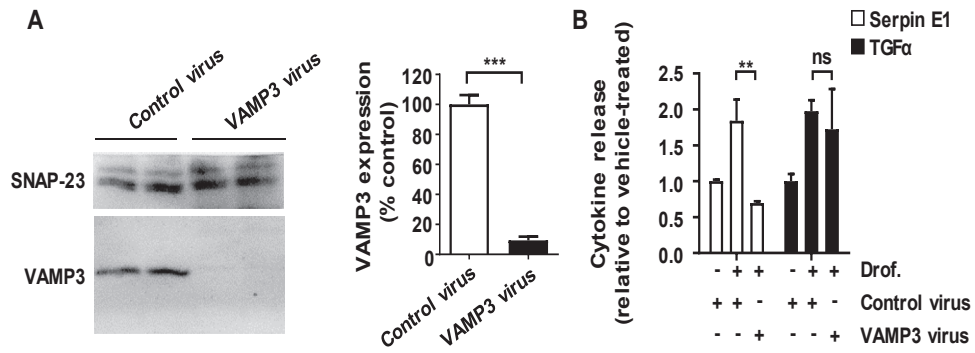 A
Control virus
VAMP3 virus
SNAP-23
VAMP3
VAMP3 expression
(% control)
120
100
80
60
40
20
0
***
Control virus
VAMP3 virus
B
Serpin E1
TGFα
Cytokine release
(relative to vehicle-treated)
2.5
2.0
1.5
1.0
0.5
0.0
** ns
- + + - + + Drof.
+ + - + + - Control virus
- - + - - + VAMP3 virus